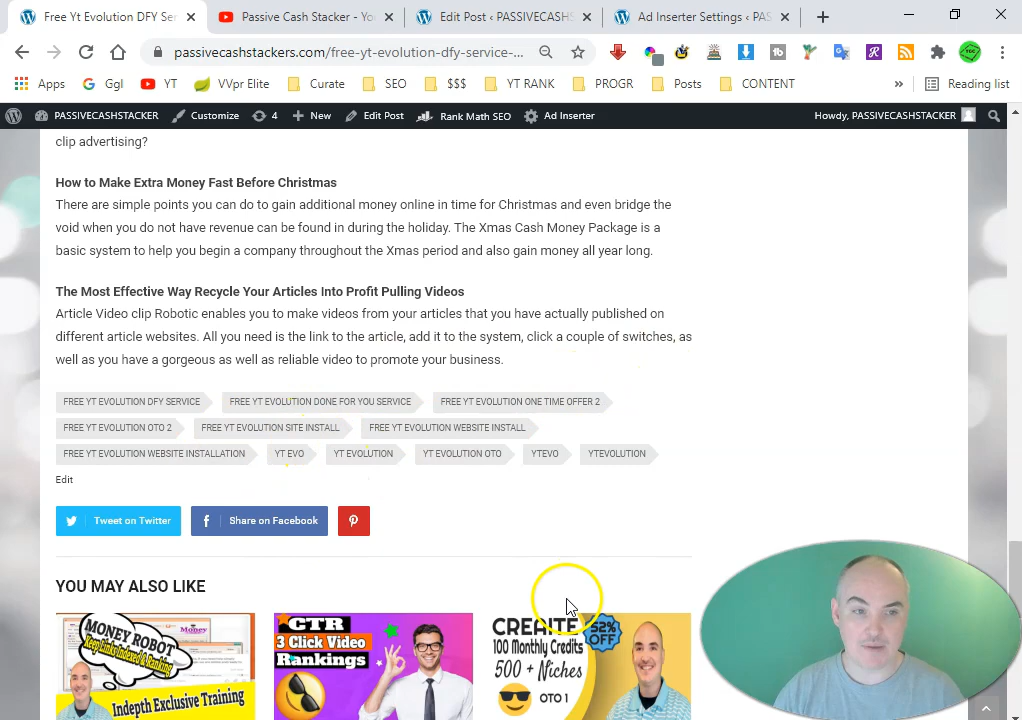 Free Yt Evolution DFY Ser
Passive Cash Stacker - Yo
Edit Post ‹ PASSIVECASHS
Ad Inserter Settings ‹ PAS
passivecashstackers.com/free-yt-evolution-dfy-service-...
Apps
Ggl
YT
VVpr Elite
Curate
SEO
$$$
YT RANK
PROGR
Posts
CONTENT
»
Reading list
PASSIVECASHSTACKER
Customize
4
New
Edit Post
Rank Math SEO
Ad Inserter
Howdy, PASSIVECASHSTACKER
clip advertising?
How to Make Extra Money Fast Before Christmas
There are simple points you can do to gain additional money online in time for Christmas and even bridge the
void when you do not have revenue can be found in during the holiday. The Xmas Cash Money Package is a
basic system to help you begin a company throughout the Xmas period and also gain money all year long.
The Most Effective Way Recycle Your Articles Into Profit Pulling Videos
Article Video clip Robotic enables you to make videos from your articles that you have actually published on
different article websites. All you need is the link to the article, add it to the system, click a couple of switches, as
well as you have a gorgeous as well as reliable video to promote your business.
FREE YT EVOLUTION DFY SERVICE
FREE YT EVOLUTION DONE FOR YOU SERVICE
FREE YT EVOLUTION ONE TIME OFFER 2
FREE YT EVOLUTION OTO 2
FREE YT EVOLUTION SITE INSTALL
FREE YT EVOLUTION WEBSITE INSTALL
FREE YT EVOLUTION WEBSITE INSTALLATION
YT EVO
YT EVOLUTION
YT EVOLUTION OTO
YTEVO
YTEVOLUTION
Edit
Tweet on Twitter
Share on Facebook
YOU MAY ALSO LIKE
MONEY ROBOT
Keep Links Indexed & Ranking
Indepth Exclusive Training
CTR
3 Click Video
Rankings
CREAITE
100 Monthly Credits
500 + Niches
OTO 1
52%
OFF